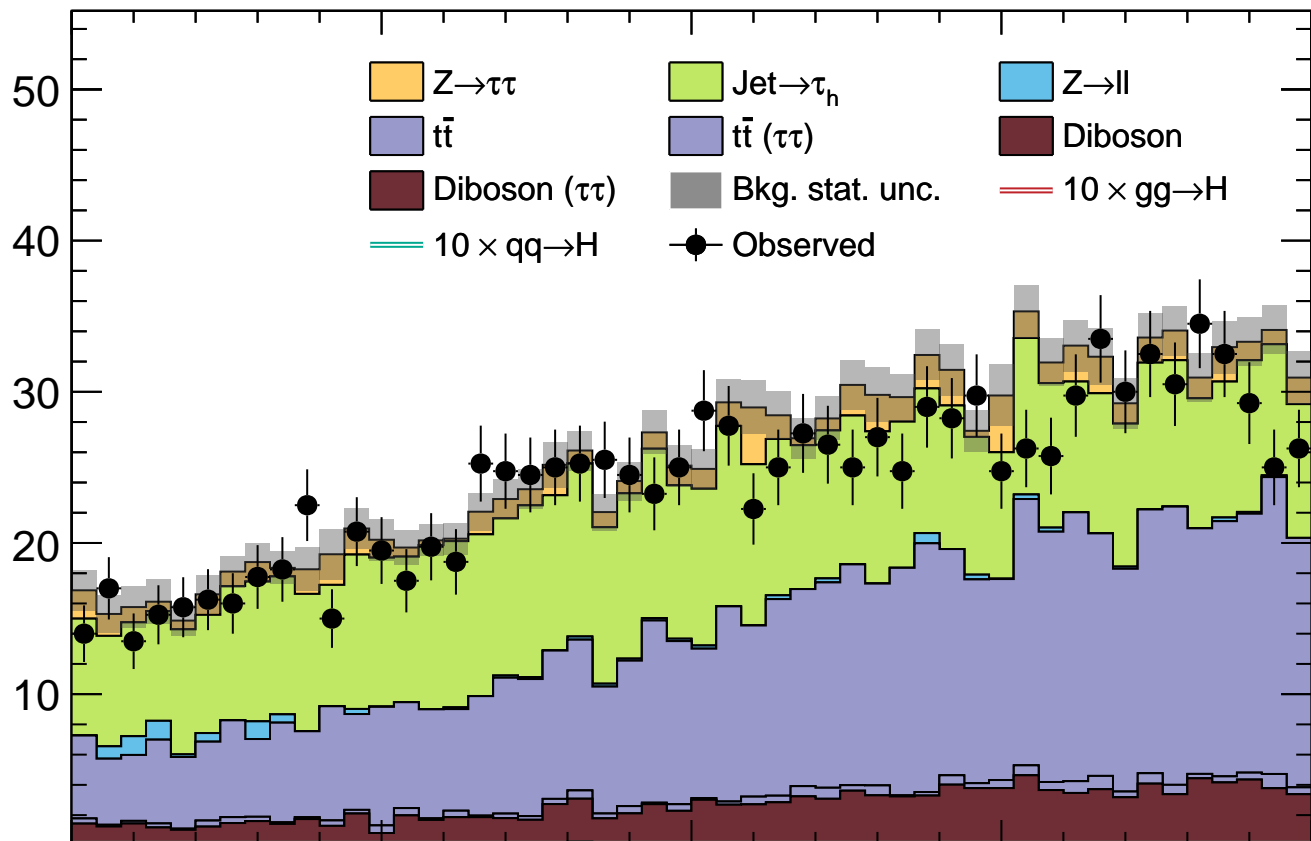 50
Z→ττ Jet→τ_h Z→ll
tt̄ tt̄ (ττ) Diboson
Diboson (ττ) Bkg. stat. unc. 10 × gg→H
40
10 × qq→H Observed
30
20
10